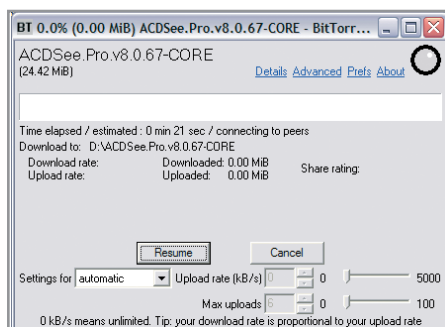 BT 0.0% (0.00 MiB) ACDSee.Pro.v8.0.67-CORE - BitTorr...
ACDSee.Pro.v8.0.67-CORE
(24.42 MiB)
Details Advanced Prefs About
Time elapsed / estimated : 0 min 21 sec / connecting to peers
Download to: D:\ACDSee.Pro.v8.0.67-CORE
Download rate: Downloaded: 0.00 MiB
Upload rate: Uploaded: 0.00 MiB Share rating:
Resume Cancel
Settings for automatic Upload rate (kB/s) 0 0 5000
Max uploads 6 0 100
0 kB/s means unlimited. Tip: your download rate is proportional to your upload rate